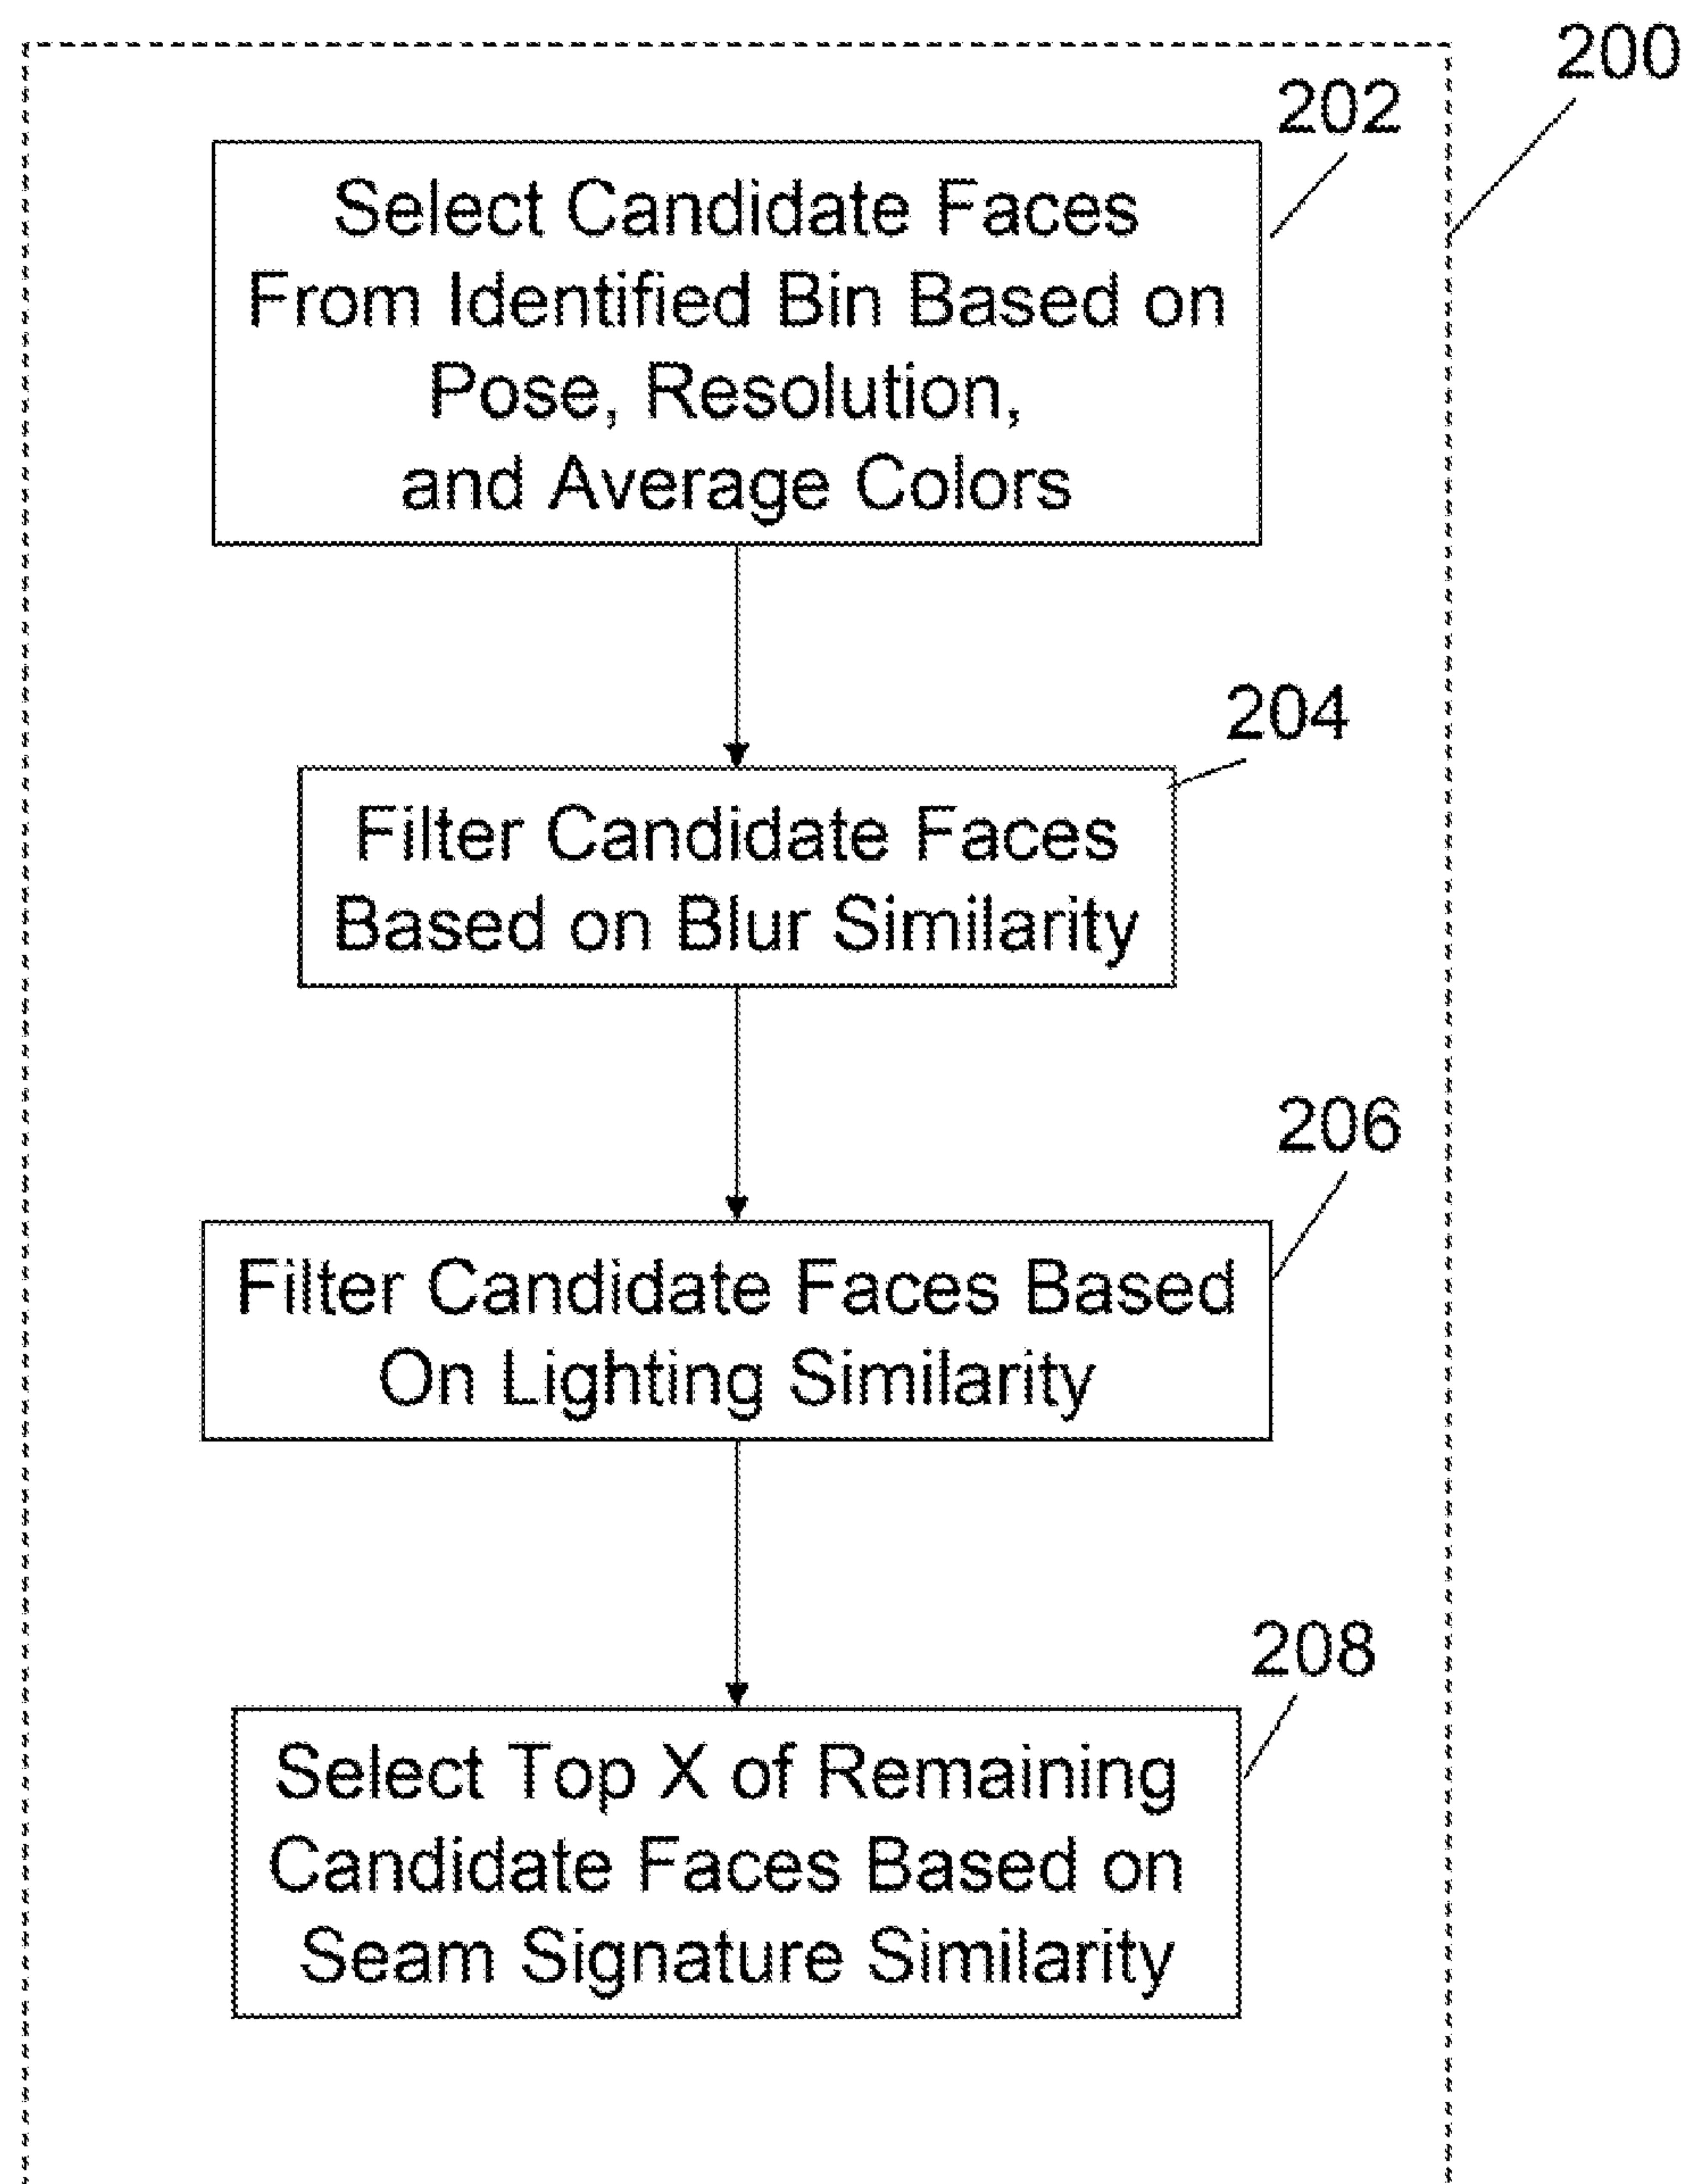 200
202
Select Candidate Faces
From Identified Bin Based on
Pose, Resolution,
and Average Colors
204
Filter Candidate Faces
Based on Blur Similarity
206
Filter Candidate Faces Based
On Lighting Similarity
208
Select Top X of Remaining
Candidate Faces Based on
Seam Signature Similarity